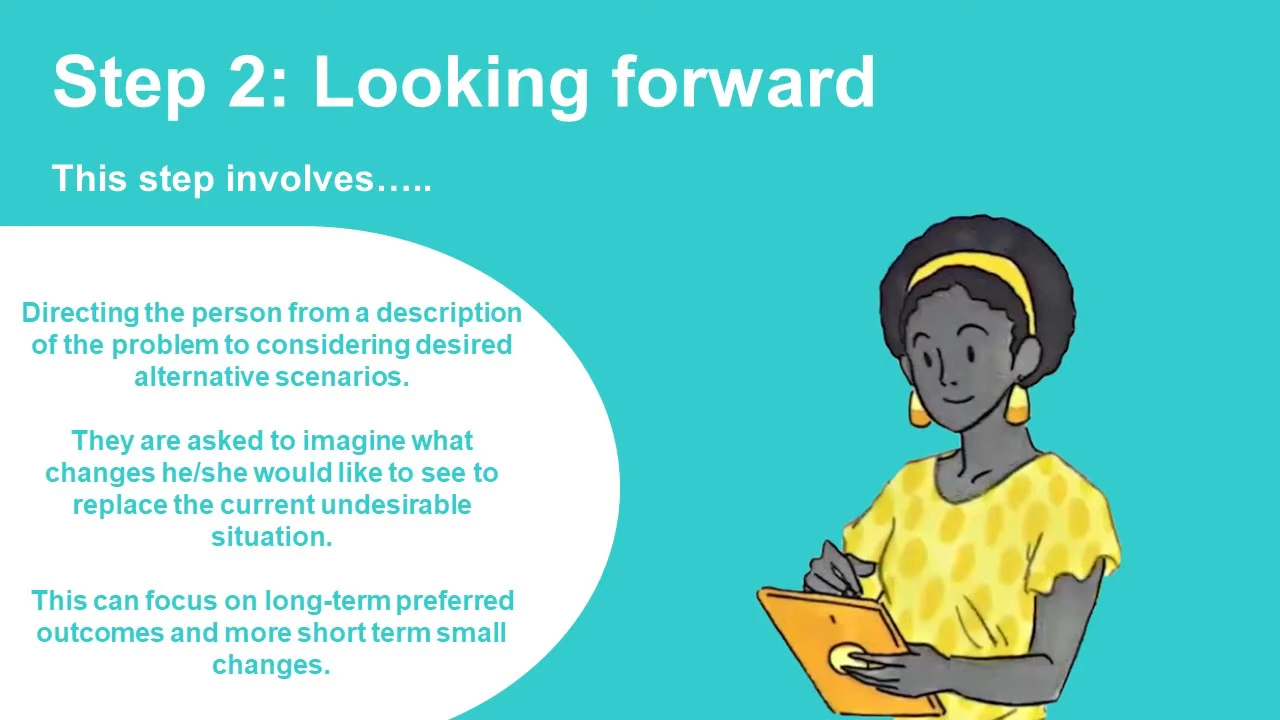 Step 2: Looking forward
This step involves…..
Directing the person from a description
of the problem to considering desired
alternative scenarios.
They are asked to imagine what
changes he/she would like to see to
replace the current undesirable
situation.
This can focus on long-term preferred
outcomes and more short term small
changes.